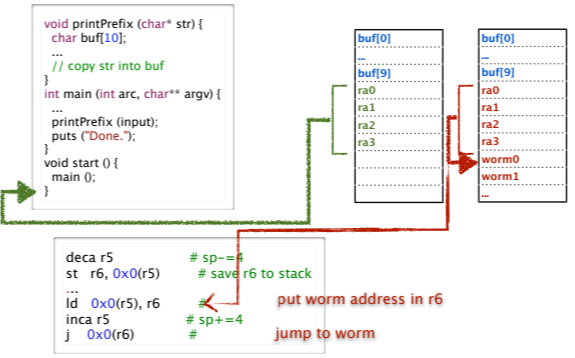 void printPrefix (char* str) {
char buf[10];
...
// copy str into buf
}
int main (int arc, char** argv) {
...
printPrefix (input);
puts ("Done.");
}
void start () {
main ();
}
buf[0]
...
buf[9]
ra0
ra1
ra2
ra3
buf[0]
...
buf[9]
ra0
ra1
ra2
ra3
worm0
worm1
...
deca r5 # sp-=4
st r6, 0x0(r5) # save r6 to stack
...
ld 0x0(r5), r6 # put worm address in r6
inca r5 # sp+=4
j 0x0(r6) # jump to worm